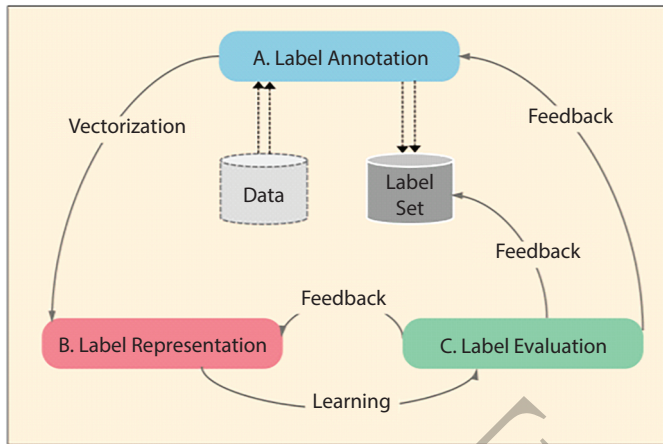 A. Label Annotation
Vectorization
Feedback
Data
Label
Set
Feedback
Feedback
B. Label Representation
C. Label Evaluation
Learning